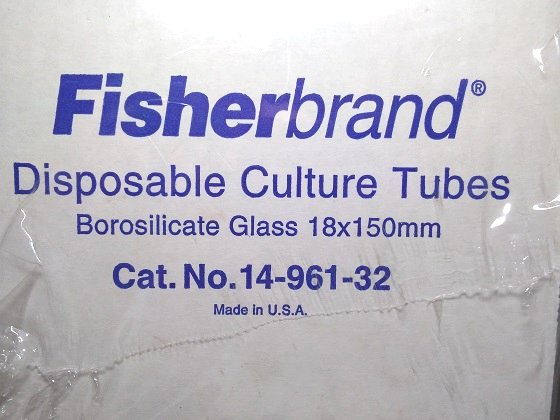 Fisherbrand®
Disposable Culture Tubes
Borosilicate Glass 18x150mm
Cat. No. 14-961-32
Made in U.S.A.